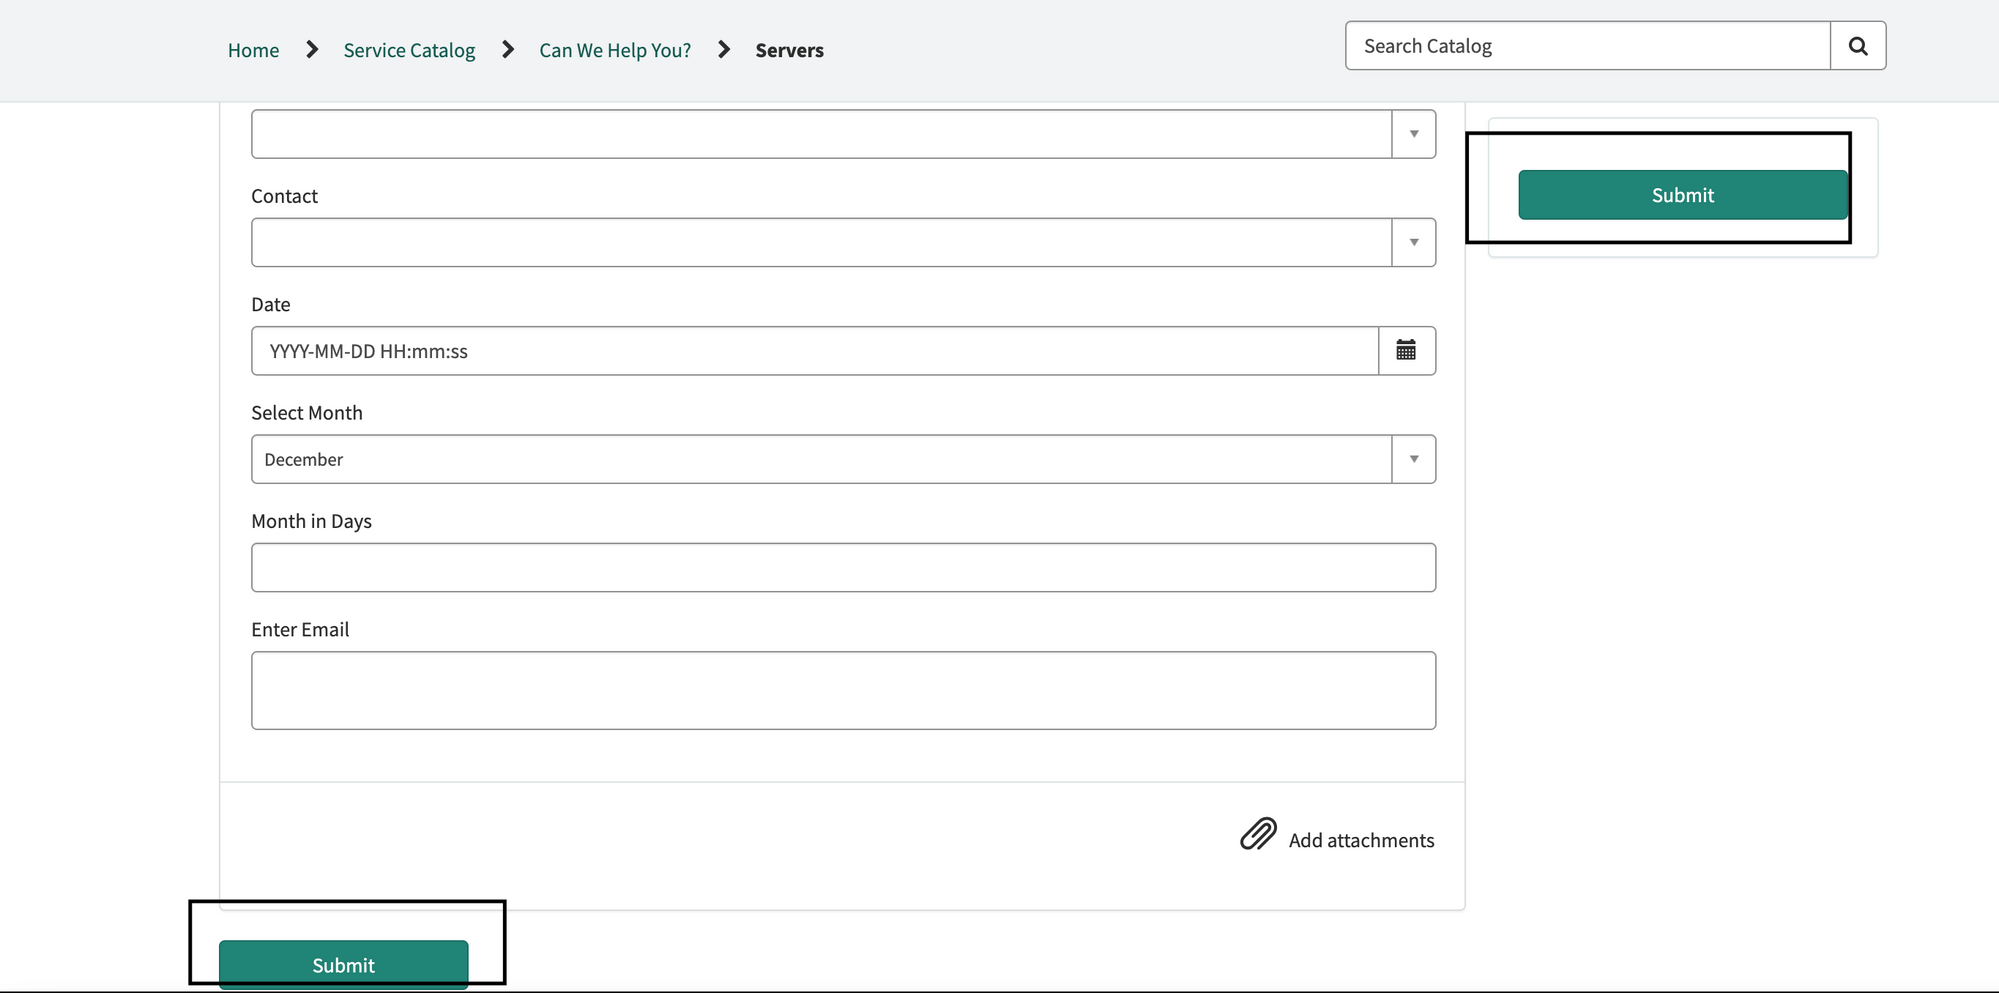 Home Service Catalog Can We Help You? Servers
Search Catalog
Submit
Contact
Date
YYYY-MM-DD HH:mm:ss
Select Month
December
Month in Days
Enter Email
Add attachments
Submit